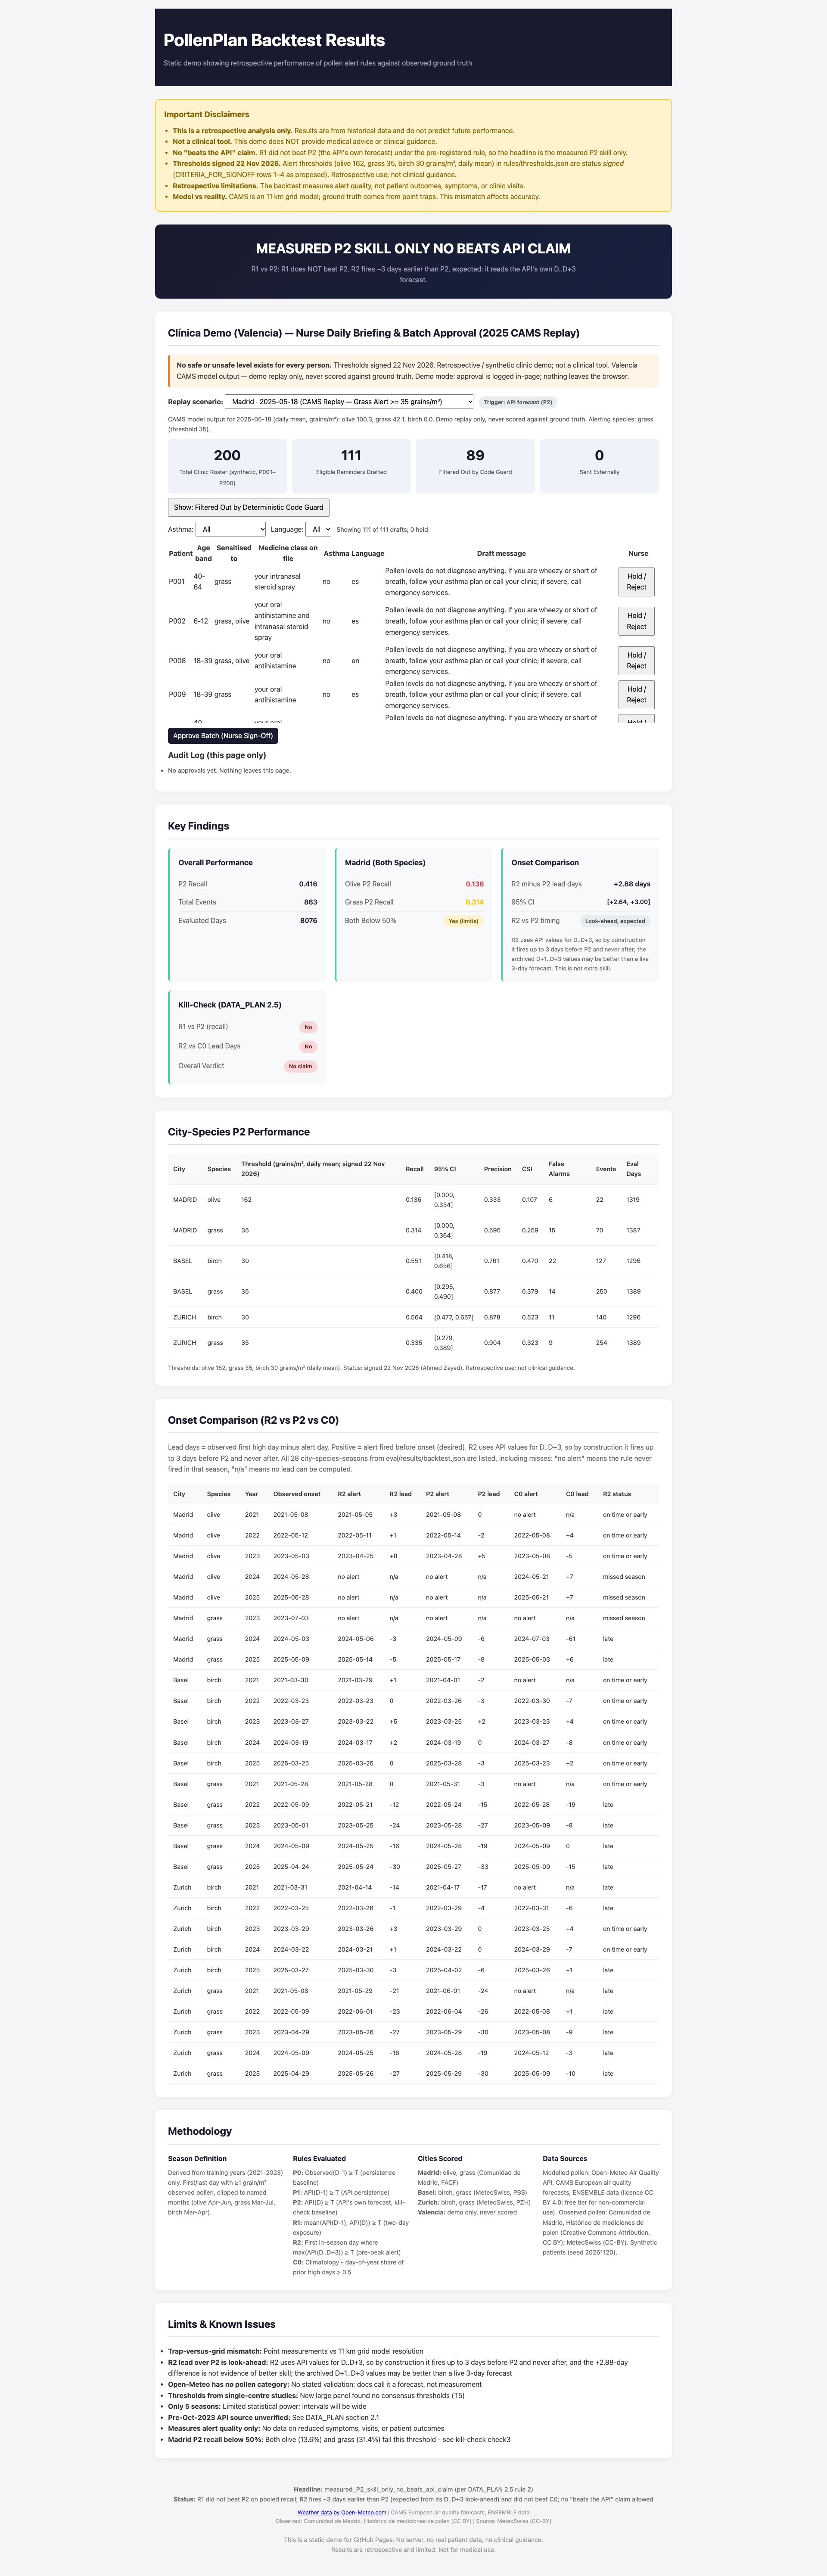 PollenPlan Backtest Results
Static demo showing retrospective performance of pollen alert rules against observed ground truth
Important Disclaimers
• This is a retrospective analysis only. Results are from historical data and do not predict future performance.
• Not a clinical tool. This demo does NOT provide medical advice or clinical guidance.
• No "beats the API" claim. R1 did not beat P2 (the API's own forecast) under the pre-registered rule, so the headline is the measured P2 skill only.
• Thresholds signed 22 Nov 2026. Alert thresholds (olive 162, grass 35, birch 30 grains/m³, daily mean) in rules/thresholds.json are status signed
(CRITERIA_FOR_SIGNOFF rows 1–4 as proposed). Retrospective use; not clinical guidance.
• Retrospective limitations. The backtest measures alert quality, not patient outcomes, symptoms, or clinic visits.
• Model vs reality. CAMS is an 11 km grid model; ground truth comes from point traps. This mismatch affects accuracy.
MEASURED P2 SKILL ONLY NO BEATS API CLAIM
R1 vs P2: R1 does NOT beat P2. R2 fires ~3 days earlier than P2, expected: it reads the API's own D..D+3
forecast.
Clínica Demo (Valencia) — Nurse Daily Briefing & Batch Approval (2025 CAMS Replay)
No safe or unsafe level exists for every person. Thresholds signed 22 Nov 2026. Retrospective / synthetic clinic demo; not a clinical tool. Valencia
CAMS model output — demo replay only, never scored against ground truth. Demo mode: approval is logged in-page; nothing leaves the browser.
Replay scenario: Madrid · 2025-05-18 (CAMS Replay — Grass Alert >= 35 grains/m³) Trigger: API forecast (P2)
CAMS model output for 2025-05-18 (daily mean, grains/m³): olive 100.3, grass 42.1, birch 0.0. Demo replay only, never scored against ground truth. Alerting species: grass
(threshold 35).
200 111 89 0
Total Clinic Roster (synthetic, P001–
P200) Eligible Reminders Drafted Filtered Out by Code Guard Sent Externally
Show: Filtered Out by Deterministic Code Guard
Asthma: All Language: All Showing 111 of 111 drafts; 0 held.
Patient Age band Sensitised to Medicine class on file Asthma Language Draft message Nurse
P001 40-64 grass your intranasal steroid spray no es Pollen levels do not diagnose anything. If you are wheezy or short of breath, follow your asthma plan or call your clinic; if severe, call emergency services. Hold / Reject
P002 6-12 grass, olive your oral antihistamine and intranasal steroid spray no es Pollen levels do not diagnose anything. If you are wheezy or short of breath, follow your asthma plan or call your clinic; if severe, call emergency services. Hold / Reject
P008 18-39 grass, olive your oral antihistamine no en Pollen levels do not diagnose anything. If you are wheezy or short of breath, follow your asthma plan or call your clinic; if severe, call emergency services. Hold / Reject
P009 18-39 grass your oral antihistamine no es Pollen levels do not diagnose anything. If you are wheezy or short of breath, follow your asthma plan or call your clinic; if severe, call emergency services. Hold / Reject
Pollen levels do not diagnose anything. If you are wheezy or short of
Approve Batch (Nurse Sign-Off)
Audit Log (this page only)
• No approvals yet. Nothing leaves this page.
Key Findings
Overall Performance
P2 Recall 0.416
Total Events 863
Evaluated Days 8076
Madrid (Both Species)
Olive P2 Recall 0.136
Grass P2 Recall 0.314
Both Below 50% Yes (limits)
Onset Comparison
R2 minus P2 lead days +2.88 days
95% CI [+2.64, +3.00]
R2 vs P2 timing Look-ahead, expected
R2 uses API values for D..D+3, so by construction
it fires up to 3 days before P2 and never after; the
archived D+1..D+3 values may be better than a live
3-day forecast. This is not extra skill.
Kill-Check (DATA_PLAN 2.5)
R1 vs P2 (recall) No
R2 vs C0 Lead Days No
Overall Verdict No claim
City-Species P2 Performance
City Species Threshold (grains/m³, daily mean; signed 22 Nov 2026) Recall 95% CI Precision CSI False Alarms Events Eval Days
MADRID olive 162 0.136 [0.000, 0.334] 0.333 0.107 6 22 1319
MADRID grass 35 0.314 [0.000, 0.364] 0.595 0.259 15 70 1387
BASEL birch 30 0.551 [0.418, 0.656] 0.761 0.470 22 127 1296
BASEL grass 35 0.400 [0.295, 0.490] 0.877 0.379 14 250 1389
ZURICH birch 30 0.564 [0.477, 0.657] 0.878 0.523 11 140 1296
ZURICH grass 35 0.335 [0.279, 0.389] 0.904 0.323 9 254 1389
Thresholds: olive 162, grass 35, birch 30 grains/m³ (daily mean). Status: signed 22 Nov 2026 (Ahmed Zayed). Retrospective use; not clinical guidance.
Onset Comparison (R2 vs P2 vs C0)
Lead days = observed first high day minus alert day. Positive = alert fired before onset (desired). R2 uses API values for D..D+3, so by construction it fires up
to 3 days before P2 and never after. All 28 city-species-seasons from eval/results/backtest.json are listed, including misses: "no alert" means the rule never
fired in that season, "n/a" means no lead can be computed.
City Species Year Observed onset R2 alert R2 lead P2 alert P2 lead C0 alert C0 lead R2 status
Madrid olive 2021 2021-05-08 2021-05-05 +3 2021-05-08 0 no alert n/a on time or early
Madrid olive 2022 2022-05-12 2022-05-11 +1 2022-05-14 -2 2022-05-08 +4 on time or early
Madrid olive 2023 2023-05-03 2023-04-25 +8 2023-04-28 +5 2023-05-08 -5 on time or early
Madrid olive 2024 2024-05-28 no alert n/a no alert n/a 2024-05-21 +7 missed season
Madrid olive 2025 2025-05-28 no alert n/a no alert n/a 2025-05-21 +7 missed season
Madrid grass 2023 2023-07-03 no alert n/a no alert n/a no alert n/a missed season
Madrid grass 2024 2024-05-03 2024-05-06 -3 2024-05-09 -6 2024-07-03 -61 late
Madrid grass 2025 2025-05-09 2025-05-14 -5 2025-05-17 -8 2025-05-03 +6 late
Basel birch 2021 2021-03-30 2021-03-29 +1 2021-04-01 -2 no alert n/a on time or early
Basel birch 2022 2022-03-23 2022-03-23 0 2022-03-26 -3 2022-03-30 -7 on time or early
Basel birch 2023 2023-03-27 2023-03-22 +5 2023-03-25 +2 2023-03-23 +4 on time or early
Basel birch 2024 2024-03-19 2024-03-17 +2 2024-03-19 0 2024-03-27 -8 on time or early
Basel birch 2025 2025-03-25 2025-03-25 0 2025-03-28 -3 2025-03-23 +2 on time or early
Basel grass 2021 2021-05-28 2021-05-28 0 2021-05-31 -3 no alert n/a on time or early
Basel grass 2022 2022-05-09 2022-05-21 -12 2022-05-24 -15 2022-05-28 -19 late
Basel grass 2023 2023-05-01 2023-05-25 -24 2023-05-28 -27 2023-05-09 -8 late
Basel grass 2024 2024-05-09 2024-05-25 -16 2024-05-28 -19 2024-05-09 0 late
Basel grass 2025 2025-04-24 2025-05-24 -30 2025-05-27 -33 2025-05-09 -15 late
Zurich birch 2021 2021-03-31 2021-04-14 -14 2021-04-17 -17 no alert n/a late
Zurich birch 2022 2022-03-25 2022-03-26 -1 2022-03-29 -4 2022-03-31 -6 late
Zurich birch 2023 2023-03-29 2023-03-26 +3 2023-03-29 0 2023-03-25 +4 on time or early
Zurich birch 2024 2024-03-22 2024-03-21 +1 2024-03-22 0 2024-03-29 -7 on time or early
Zurich birch 2025 2025-03-27 2025-03-30 -3 2025-04-02 -6 2025-03-26 +1 late
Zurich grass 2021 2021-05-08 2021-05-29 -21 2021-06-01 -24 no alert n/a late
Zurich grass 2022 2022-05-09 2022-06-01 -23 2022-06-04 -26 2022-05-08 +1 late
Zurich grass 2023 2023-04-29 2023-05-26 -27 2023-05-29 -30 2023-05-08 -9 late
Zurich grass 2024 2024-05-09 2024-05-25 -16 2024-05-28 -19 2024-05-12 -3 late
Zurich grass 2025 2025-04-29 2025-05-26 -27 2025-05-29 -30 2025-05-09 -10 late
Methodology
Season Definition
Derived from training years (2021-2023)
only. First/last day with ≥1 grain/m³
observed pollen, clipped to named
months (olive Apr-Jun, grass Mar-Jul,
birch Mar-Apr).
Rules Evaluated
P0: Observed(D-1) ≥ T (persistence
baseline)
P1: API(D-1) ≥ T (API persistence)
P2: API(D) ≥ T (API's own forecast, kill-
check baseline)
R1: mean(API(D-1), API(D)) ≥ T (two-day
exposure)
R2: First in-season day where
max(API(D..D+3)) ≥ T (pre-peak alert)
C0: Climatology - day-of-year share of
prior high days ≥ 0.5
Cities Scored
Madrid: olive, grass (Comunidad de
Madrid, FACF)
Basel: birch, grass (MeteoSwiss, PBS)
Zurich: birch, grass (MeteoSwiss, PZH)
Valencia: demo only, never scored
Data Sources
Modelled pollen: Open-Meteo Air Quality
API, CAMS European air quality
forecasts, ENSEMBLE data (licence CC
BY 4.0; free tier for non-commercial
use). Observed pollen: Comunidad de
Madrid, Histórico de mediciones de
polen (Creative Commons Attribution,
CC BY); MeteoSwiss (CC-BY). Synthetic
patients (seed 20261120).
Limits & Known Issues
• Trap-versus-grid mismatch: Point measurements vs 11 km grid model resolution
• R2 lead over P2 is look-ahead: R2 uses API values for D..D+3, so by construction it fires up to 3 days before P2 and never after, and the +2.88-day
difference is not evidence of better skill; the archived D+1..D+3 values may be better than a live 3-day forecast
• Open-Meteo has no pollen category: No stated validation; docs call it a forecast, not measurement
• Thresholds from single-centre studies: New large panel found no consensus thresholds (T5)
• Only 5 seasons: Limited statistical power; intervals will be wide
• Pre-Oct-2023 API source unverified: See DATA_PLAN section 2.1
• Measures alert quality only: No data on reduced symptoms, visits, or patient outcomes
• Madrid P2 recall below 50%: Both olive (13.6%) and grass (31.4%) fail this threshold - see kill-check check3
Headline: measured_P2_skill_only_no_beats_api_claim (per DATA_PLAN 2.5 rule 2)
Status: R1 did not beat P2 on pooled recall; R2 fires ~3 days earlier than P2 (expected from its D..D+3 look-ahead) and did not beat C0; no "beats the API" claim allowed
Weather data by Open-Meteo.com | CAMS European air quality forecasts, ENSEMBLE data
Observed: Comunidad de Madrid, Histórico de mediciones de polen (CC BY) | Source: MeteoSwiss (CC-BY)
This is a static demo for GitHub Pages. No server, no real patient data, no clinical guidance.
Results are retrospective and limited. Not for medical use.